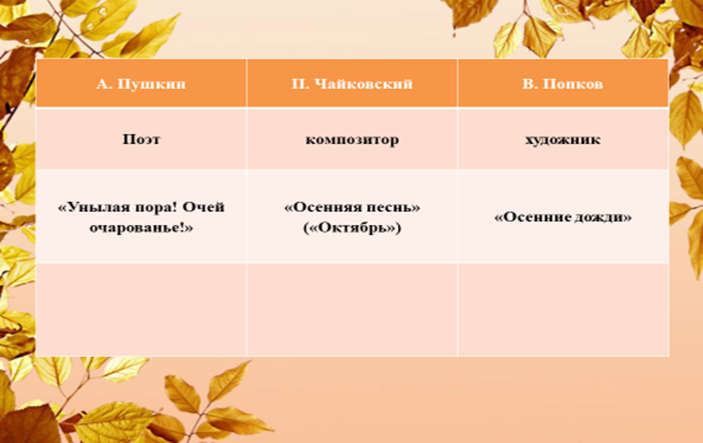 А. Пушкин
П. Чайковский
В. Попков
Поэт
композитор
художник
«Унылая пора! Очей
очарованье!»
«Осенняя песнь»
(«Октябрь»)
«Осенние дожди»